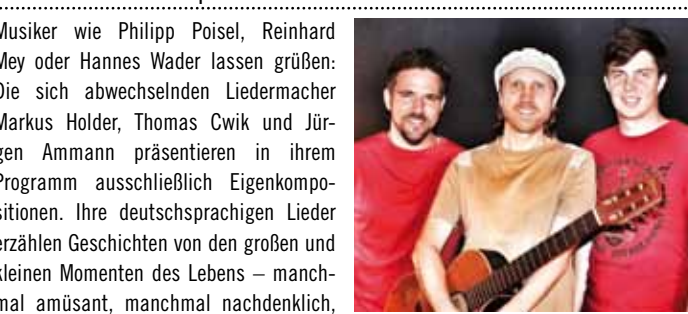 Musiker wie Philipp Poisel, Reinhard
Mey oder Hannes Wader lassen grüßen:
Die sich abwechselnden Liedermacher
Markus Holder, Thomas Cwik und Jür-
gen Ammann präsentieren in ihrem
Programm ausschließlich Eigenkompo-
sitionen. Ihre deutschsprachigen Lieder
erzählen Geschichten von den großen und
kleinen Momenten des Lebens – manch-
mal amüsant, manchmal nachdenklich,